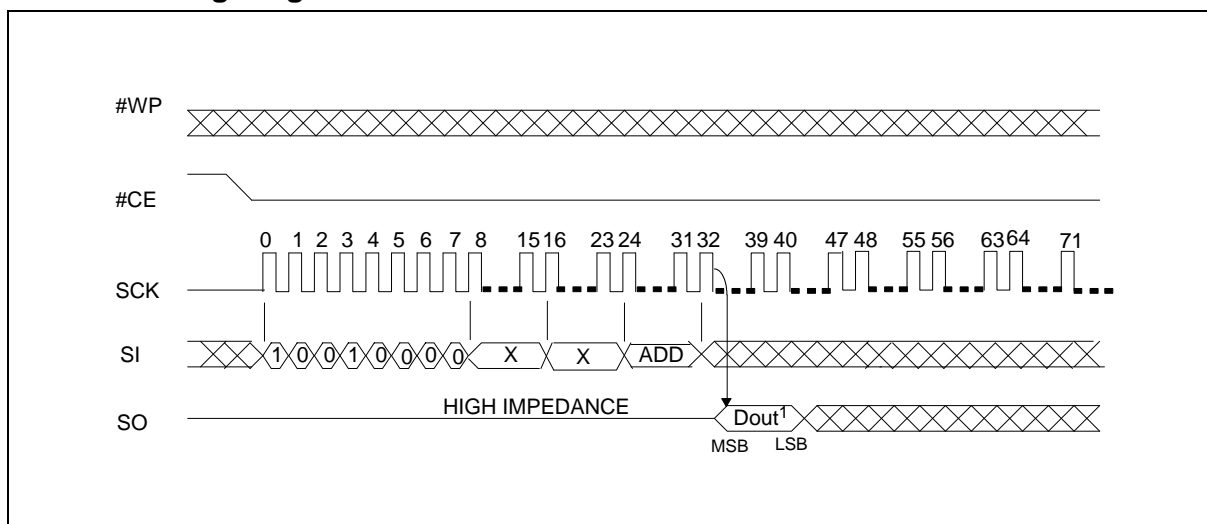 #WP
#CE
0 1 2 3 4 5 6 7 8 15 16 23 24 31 32 39 40 47 48 55 56 63 64 71
SCK
SI 1 0 0 1 0 0 0 0 X X ADD
HIGH IMPEDANCE
SO Dout1
MSB LSB